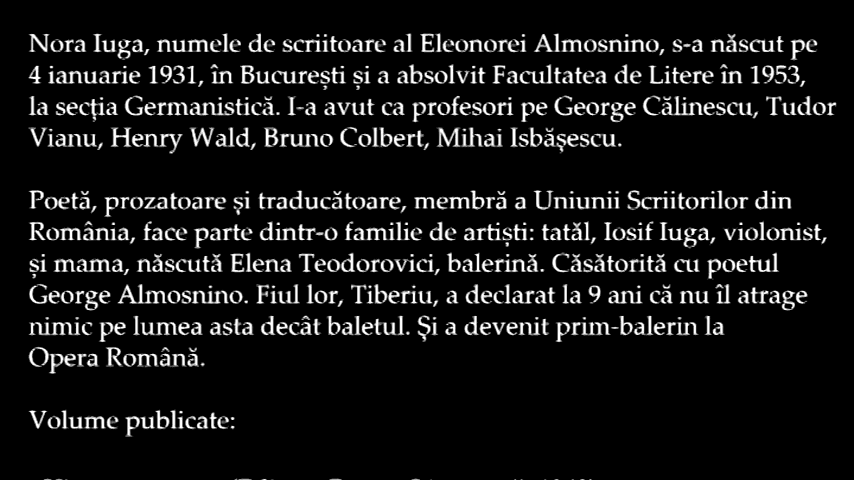 Nora Iuga, numele de scriitoare al Eleonorei Almosnino, s-a născut pe
4 ianuarie 1931, în București și a absolvit Facultatea de Litere în 1953,
la secția Germanistică. I-a avut ca profesori pe George Călinescu, Tudor
Vianu, Henry Wald, Bruno Colbert, Mihai Isbășescu.
Poetă, prozatoare și traducătoare, membră a Uniunii Scriitorilor din
România, face parte dintr-o familie de artiști: tatăl, Iosif Iuga, violonist,
și mama, născută Elena Teodorovici, balerină. Căsătorită cu poetul
George Almosnino. Fiul lor, Tiberiu, a declarat la 9 ani că nu îl atrage
nimic pe lumea asta decât baletul. Și a devenit prim-balerin la
Opera Română.
Volume publicate: